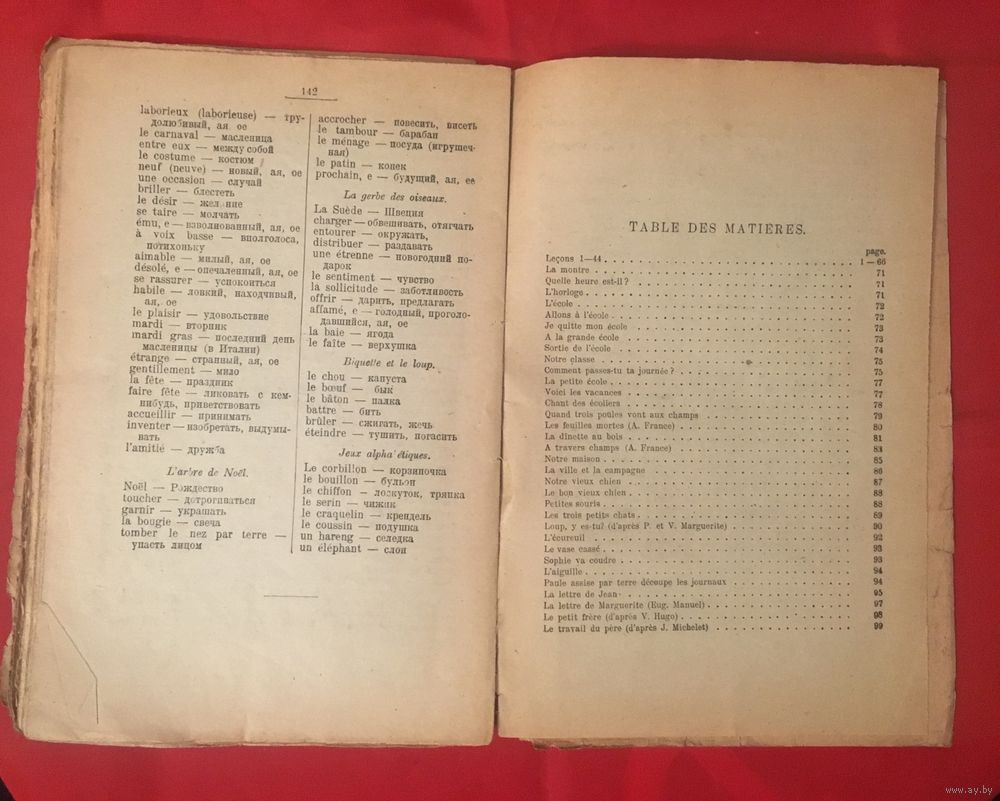 142
laborieux (laborieuse) — тру-
долюбивый, ая, ое
le carnaval — масленица
entre eux — между собой
le costume — костюм
neuf (neuve) — новый, ая, ое
une occasion — случай
briller — блестеть
le désir — желание
se taire — молчать
ému, e — взволнованный, ая, ое
à voix basse — вполголоса,
потихоньку
aimable — милый, ая, ое
désolé, e — опечаленный, ая, ое
se rassurer — успокоиться
habile — ловкий, находчивый,
ая, ое
le plaisir — удовольствие
mardi — вторник
mardi gras — последний день
масленицы (в Италии)
étrange — странный, ая, ое
gentillement — мило
la fête — праздник
faire fête — ликовать с кем-
нибудь, приветствовать
accueillir — принимать
inventer — изобретать, выдумы-
вать
l'amitié — дружба
L'arbre de Noël.
Noël — Рождество
toucher — дотрогиваться
garnir — украшать
la bougie — свеча
tomber le nez par terre —
упасть лицом
accrocher — повесить, висеть
le tambour — барабан
le ménage — посуда (игрушеч-
ная)
le patin — конек
prochain, e — будущий, ая, ее
La gerbe des oiseaux.
La Suède — Швеция
charger — обвешивать, отягчать
entourer — окружать,
distribuer — раздавать
une étrenne — новогодний по-
дарок
le sentiment — чувство
la sollicitude — заботливость
offrir — дарить, предлагать
affamé, e — голодный, проголо-
давшийся, ая, ое
la baie — ягода
le faîte — верхушка
Biquette et le loup.
le chou — капуста
le bœuf — бык
le bâton — палка
battre — бить
brûler — сжигать, жечь
éteindre — тушить, погасить
Jeux alphabétiques.
Le corbillon — корзиночка
le bouillon — бульон
le chiffon — лоскуток, тряпка
le serin — чижик
le craquelin — крендель
le coussin — подушка
un hareng — селедка
un éléphant — слон
TABLE DES MATIÈRES.
page.
Leçons 1—44 . . . 1 — 66
La montre . . . 71
Quelle heure est-il? . . . 71
L'horloge . . . 71
L'école . . . 72
Allons à l'école . . . 72
Je quitte mon école . . . 73
A la grande école . . . 73
Sortie de l'école . . . 74
Notre classe . . . 75
Comment passes-tu ta journée? . . . 75
La petite école . . . 77
Voici les vacances . . . 77
Chant des écoliers . . . 78
Quand trois poules vont aux champs . . . 79
Les feuilles mortes (A. France) . . . 80
La dînette au bois . . . 81
A travers champs (A. France) . . . 83
Notre maison . . . 85
La ville et la campagne . . . 86
Notre vieux chien . . . 87
Le bon vieux chien . . . 88
Petites souris . . . 88
Les trois petits chats . . . 89
Loup, y es-tu? (d'après P. et V. Marguerite) . . . 90
L'écureuil . . . 92
Le vase cassé . . . 93
Sophie va coudre . . . 93
L'aiguille . . . 94
Paule assise par terre découpe les journaux . . . 94
La lettre de Jean . . . 95
La lettre de Marguerite (Eug. Manuel) . . . 97
Le petit frère (d'après V. Hugo) . . . 98
Le travail du père (d'après J. Michelet) . . . 99
www.ay.by